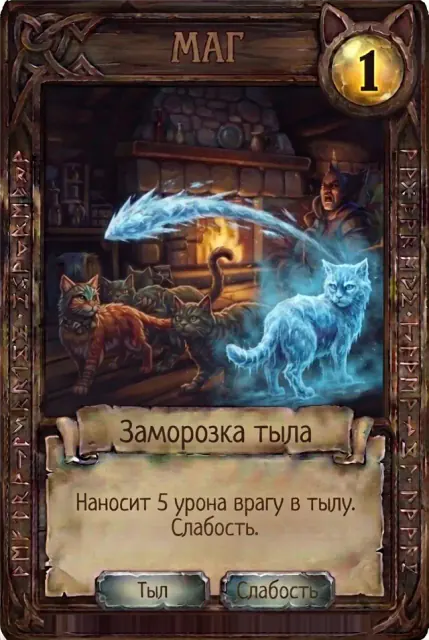 МАГ
1
Заморозка тыла
Наносит 5 урона врагу в тылу.
Слабость.
Тыл
Слабость